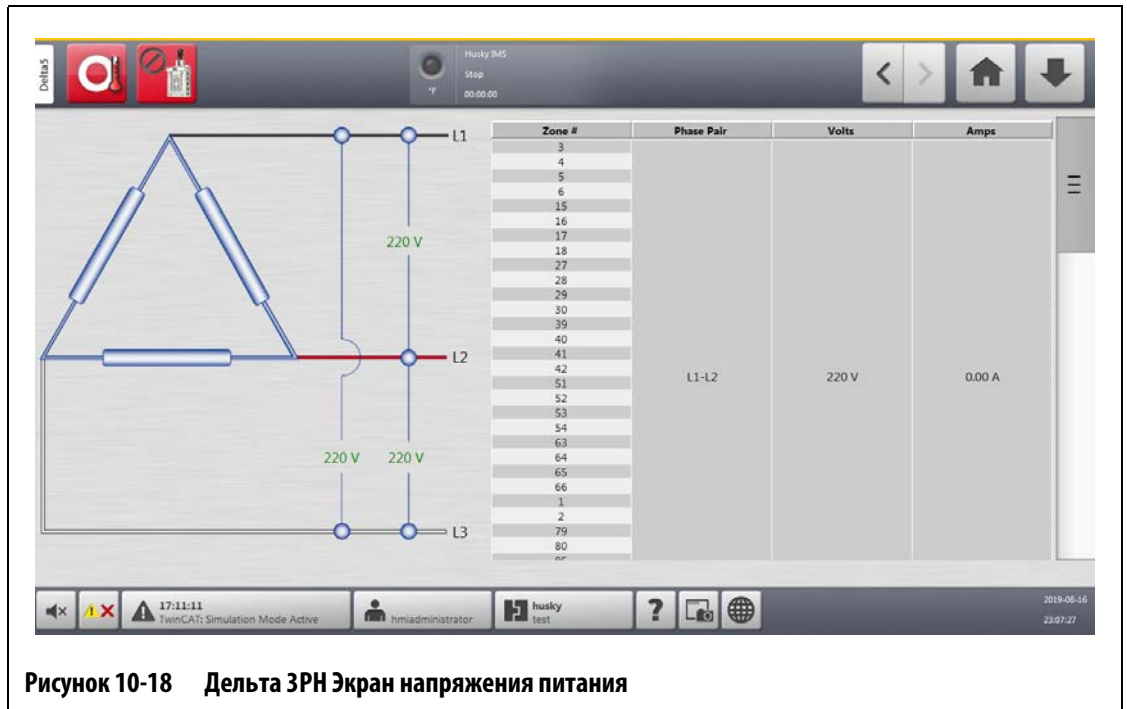 Delta5
Husky IMS
Stop
°F
00:00:00
L1
220 V
L2
220 V 220 V
L3
Zone # Phase Pair Volts Amps
3
4
5
6
15
16
17
18
27
28
29
30
39
40
41
42
51
52
53
54
63
64
65
66
1
2
79
80
L1-L2 220 V 0.00 A
17:11:11
TwinCAT: Simulation Mode Active
hmiadministrator
husky
test
?
2019-06-16
23:07:27
Рисунок 10-18 Дельта 3PH Экран напряжения питания